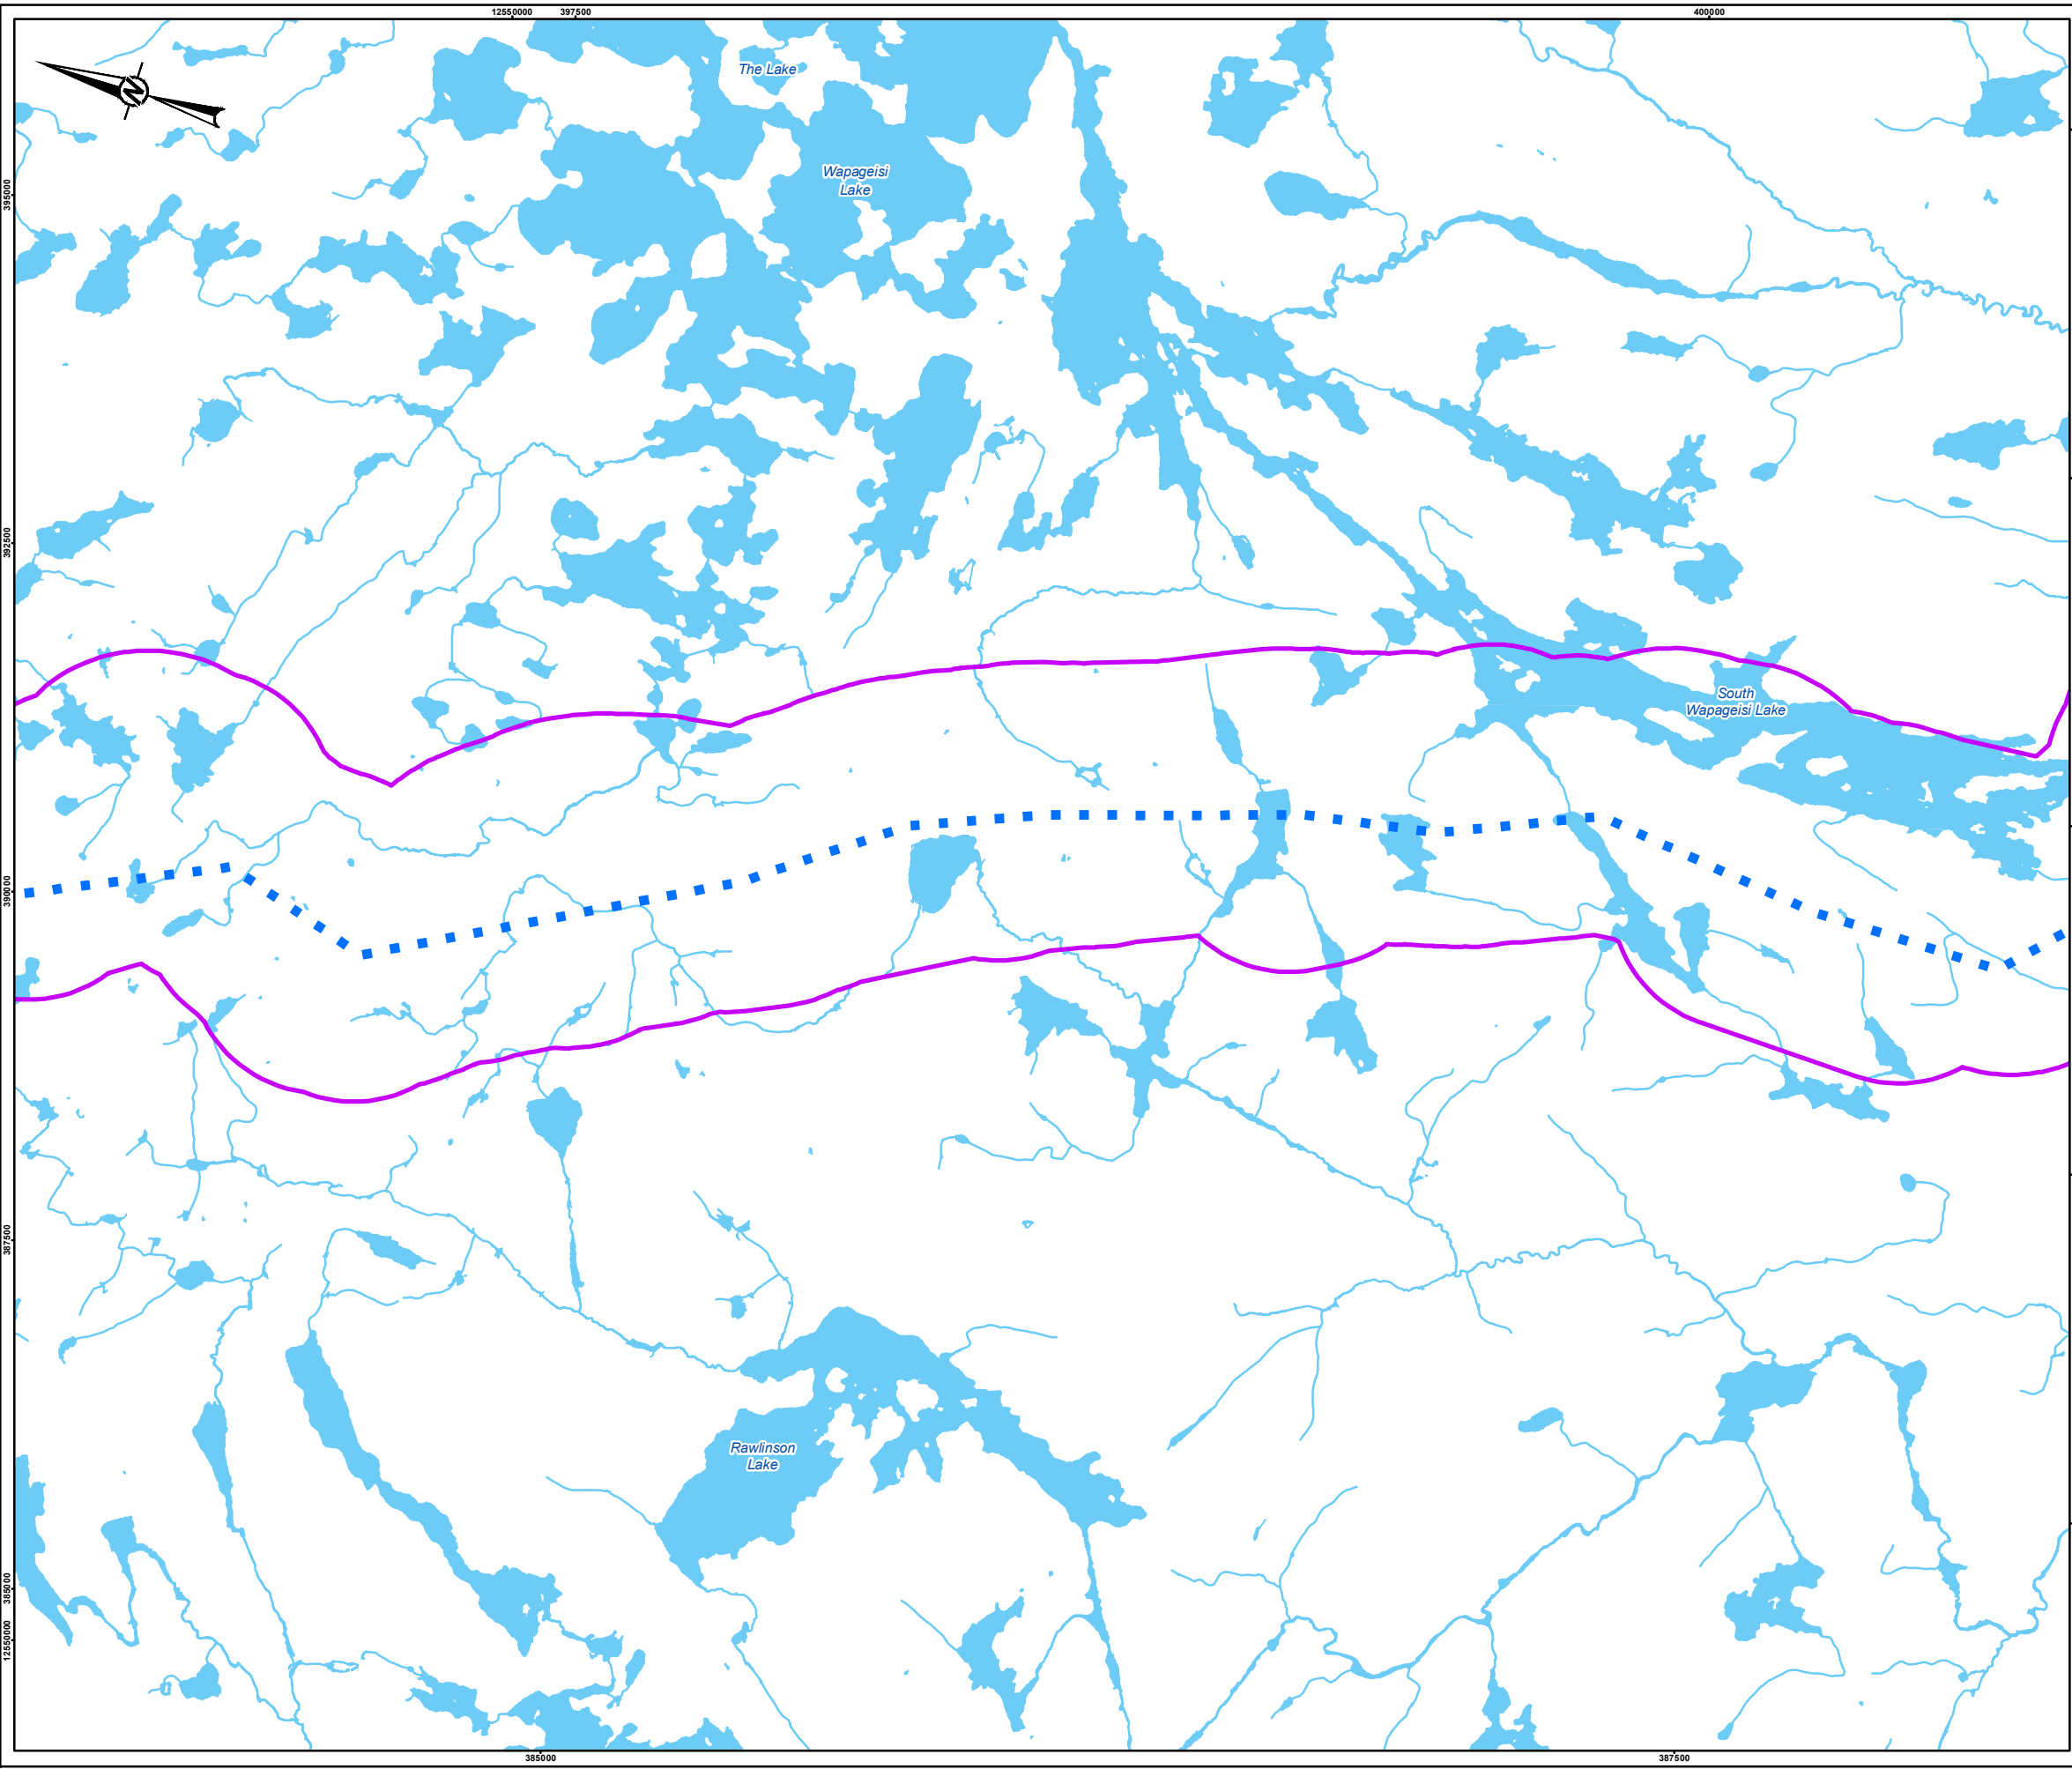 12550000 397500 400000
The Lake
N
Wapageisi
Lake
395000
392500
South
Wapageisi Lake
390000
387500
Rawlinson
Lake
385000
12550000
385000 387500